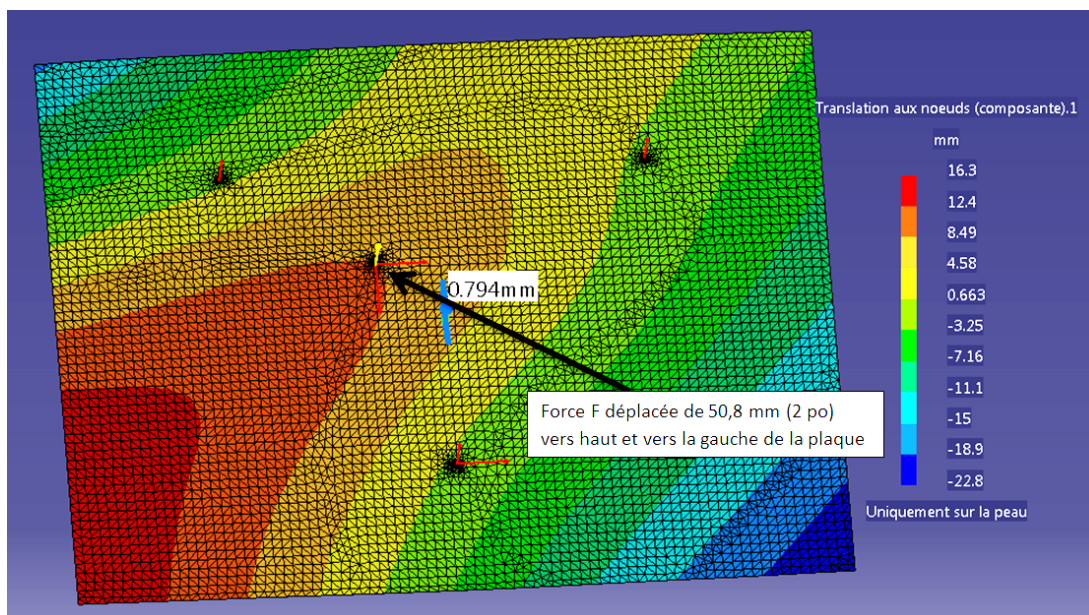 Translation aux noeuds (composante).1
mm
16.3
12.4
8.49
4.58
0.663
-3.25
-7.16
-11.1
-15
-18.9
-22.8
Uniquement sur la peau
0.794mm
Force F déplacée de 50,8 mm (2 po)
vers haut et vers la gauche de la plaque